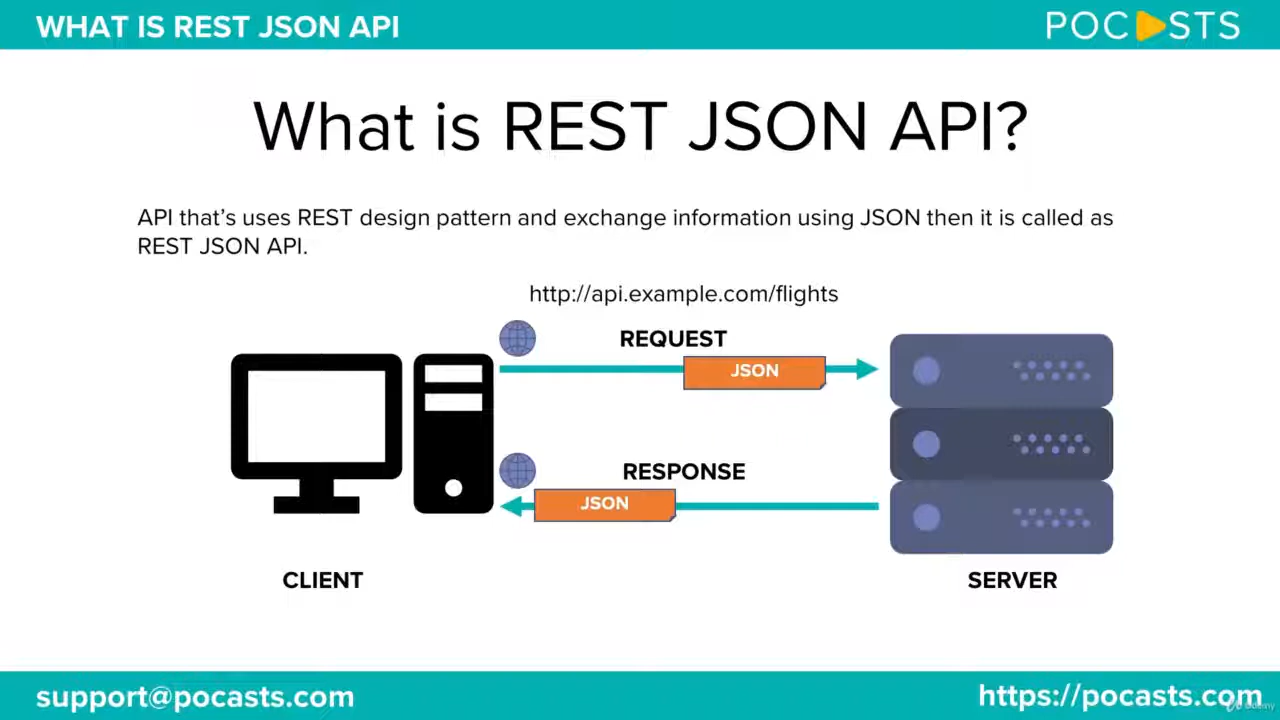 WHAT IS REST JSON API
POCASTS
What is REST JSON API?
API that's uses REST design pattern and exchange information using JSON then it is called as
REST JSON API.
http://api.example.com/flights
REQUEST
JSON
RESPONSE
JSON
CLIENT
SERVER
support@pocasts.com
https://pocasts.com
udemy